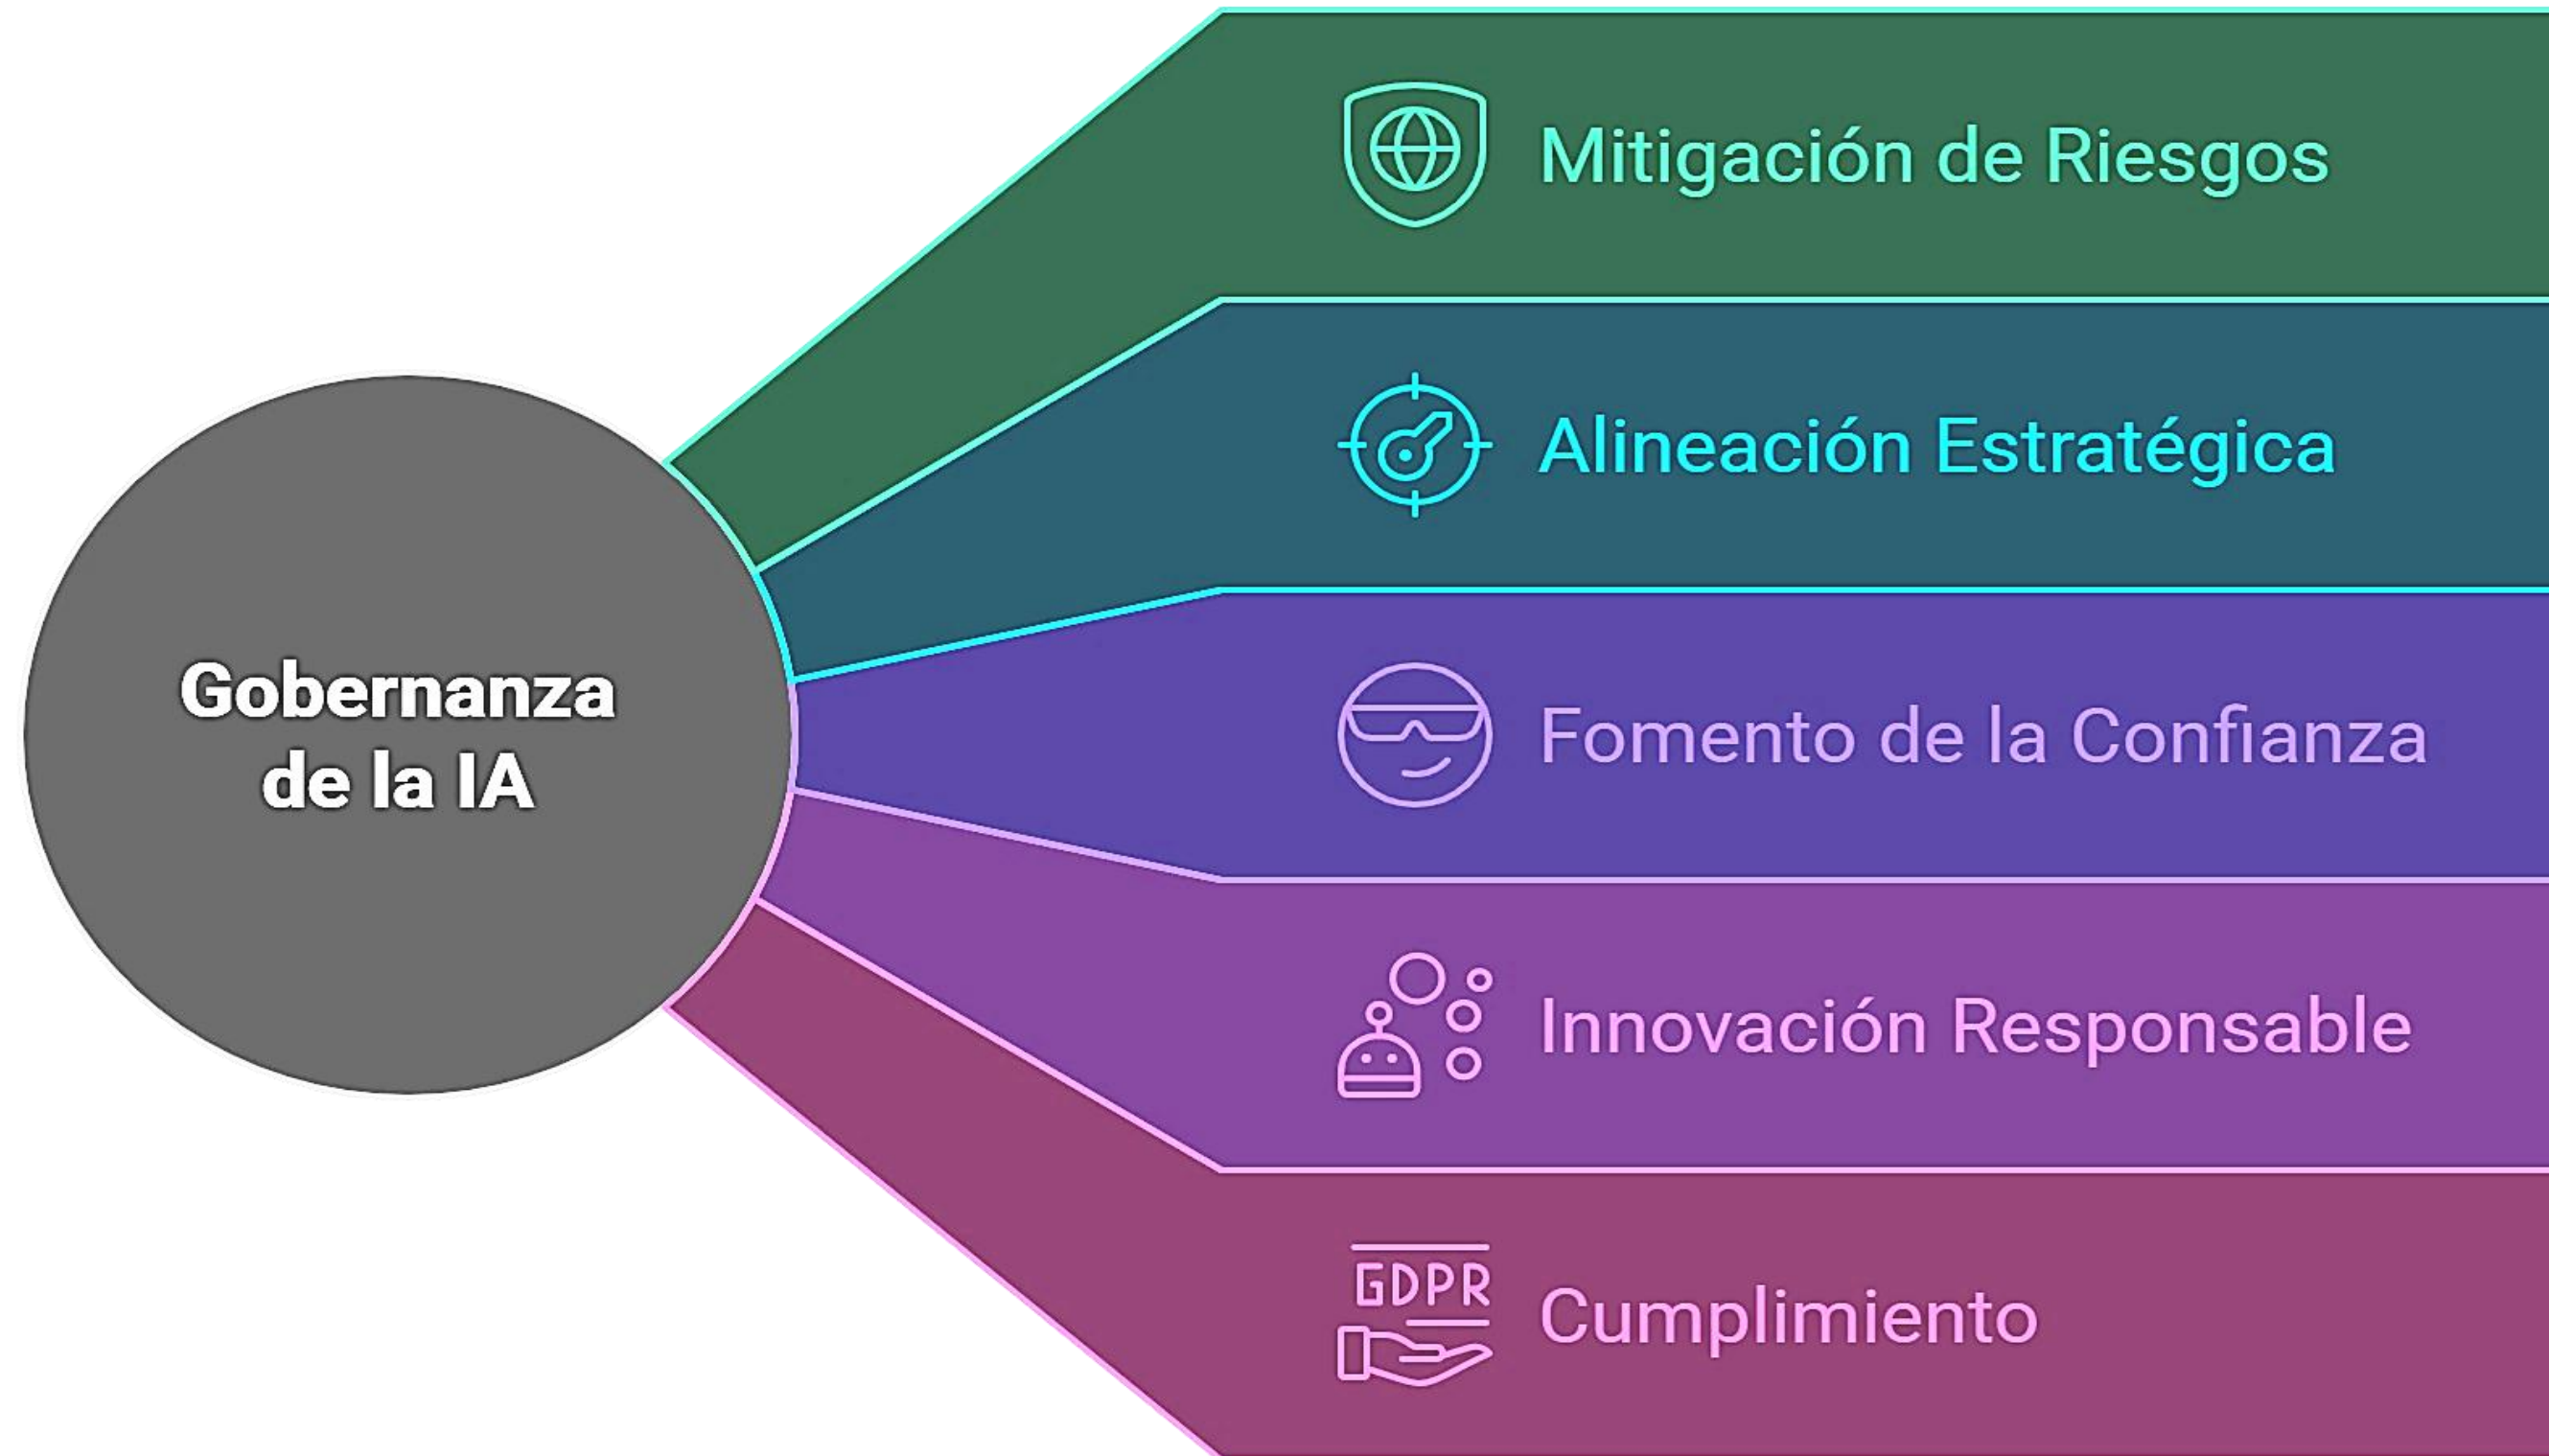 Mitigación de Riesgos
Alineación Estratégica
Gobernanza
de la IA
Fomento de la Confianza
Innovación Responsable
GDPR
Cumplimiento